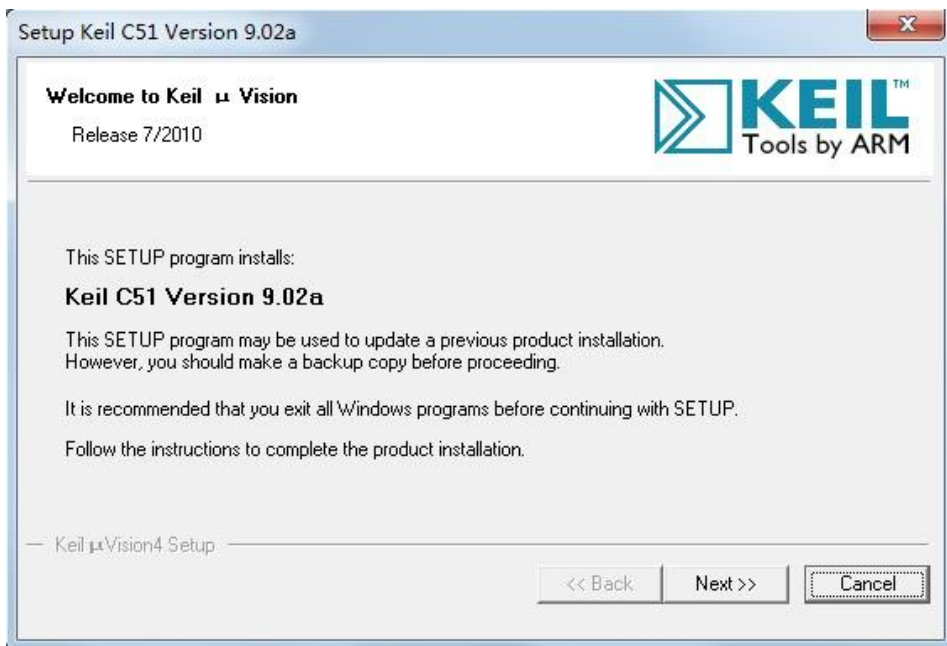 Setup Keil C51 Version 9.02a
Welcome to Keil μ Vision
Release 7/2010
KEIL™
Tools by ARM
This SETUP program installs:
Keil C51 Version 9.02a
This SETUP program may be used to update a previous product installation.
However, you should make a backup copy before proceeding.
It is recommended that you exit all Windows programs before continuing with SETUP.
Follow the instructions to complete the product installation.
Keil μVision4 Setup
<< Back Next >> Cancel